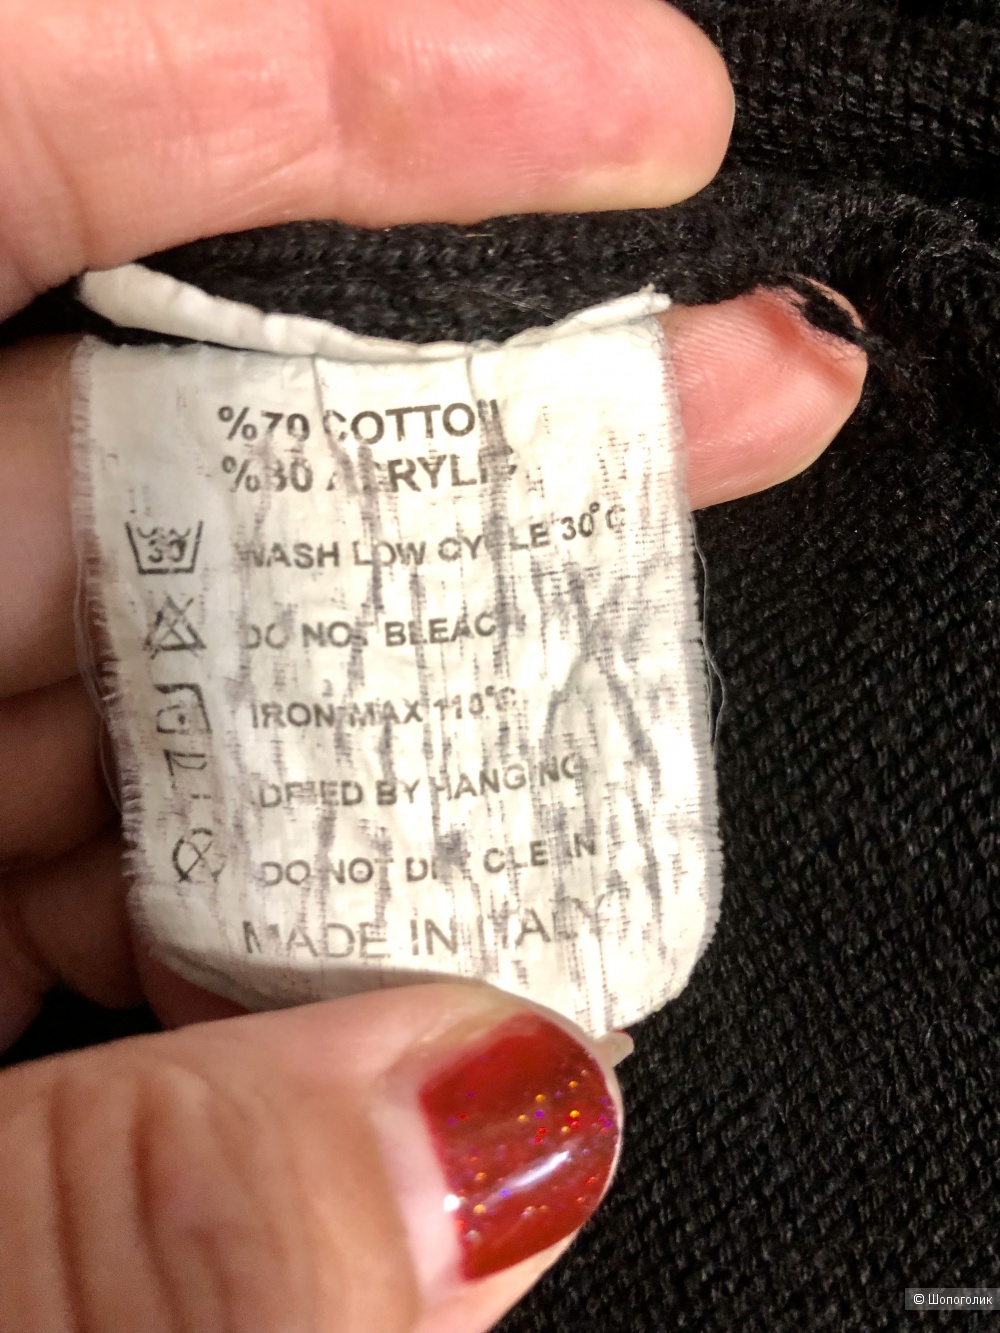 %70 COTTON
%30 ACRYLIC
30 WASH LOW CYCLE 30°C
DO NOT BLEACH
IRON MAX 110°C
DRIED BY HANGING
DO NOT DRY CLEAN
MADE IN ITALY
© Шопоголик